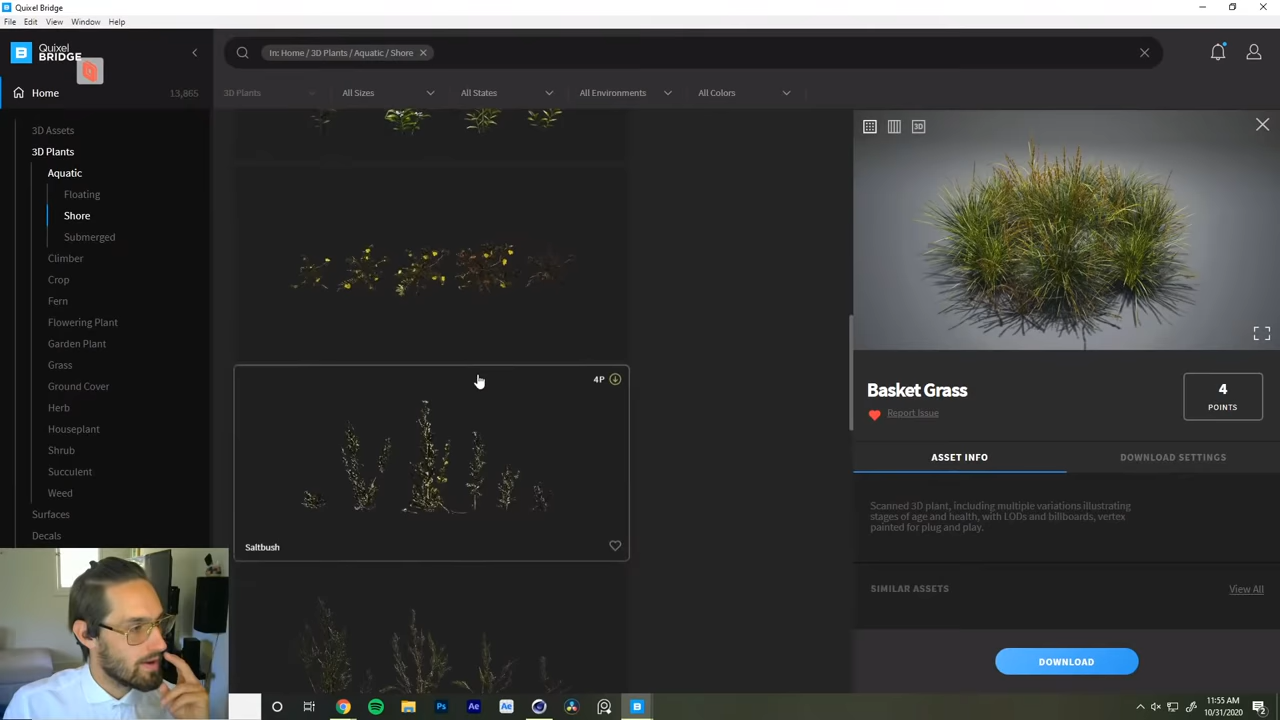 Quixel Bridge
File Edit View Window Help
Quixel
BRIDGE
In: Home / 3D Plants / Aquatic / Shore
Home 13,865
3D Plants All Sizes All States All Environments All Colors
3D Assets
3D Plants
Aquatic
Floating
Shore
Submerged
Climber
Crop
Fern
Flowering Plant
Garden Plant
Grass
Ground Cover
Herb
Houseplant
Shrub
Succulent
Weed
Surfaces
Decals
4P
Saltbush
3D
Basket Grass
Report Issue
4
POINTS
ASSET INFO DOWNLOAD SETTINGS
Scanned 3D plant, including multiple variations illustrating
stages of age and health, with LODs and billboards, vertex
painted for plug and play.
SIMILAR ASSETS View All
DOWNLOAD
Ps Ae Ae
11:55 AM
10/31/2020
2